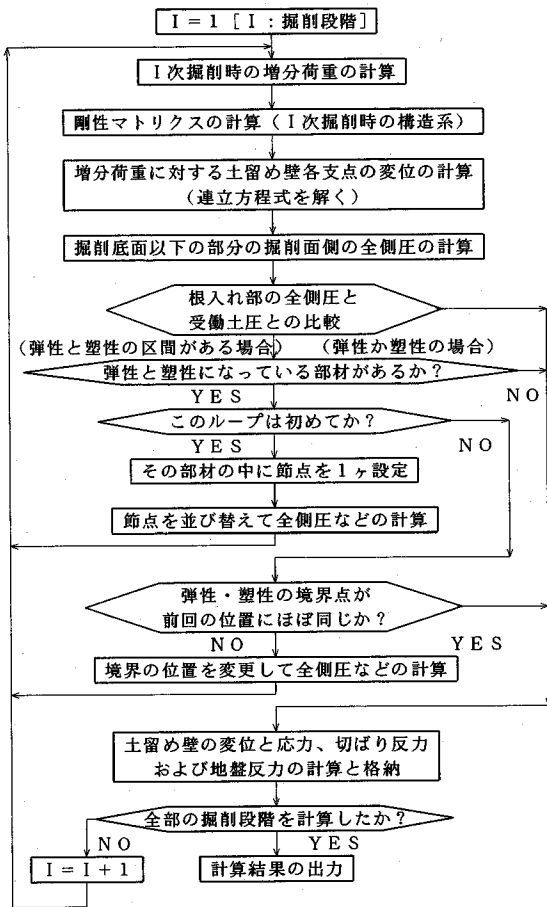 I＝1［I：掘削段階］
I次掘削時の増分荷重の計算
剛性マトリクスの計算（I次掘削時の構造系）
増分荷重に対する土留め壁各支点の変位の計算
（連立方程式を解く）
掘削底面以下の部分の掘削面側の全側圧の計算
根入れ部の全側圧と
受働土圧との比較
（弾性と塑性の区間がある場合）　（弾性か塑性の場合）
弾性と塑性になっている部材があるか？
YES　NO
このループは初めてか？
YES　NO
その部材の中に節点を1ヶ設定
節点を並び替えて全側圧などの計算
弾性・塑性の境界点が
前回の位置にほぼ同じか？
NO　YES
境界の位置を変更して全側圧などの計算
土留め壁の変位と応力、切ばり反力
および地盤反力の計算と格納
全部の掘削段階を計算したか？
NO　YES
I＝I＋1　計算結果の出力